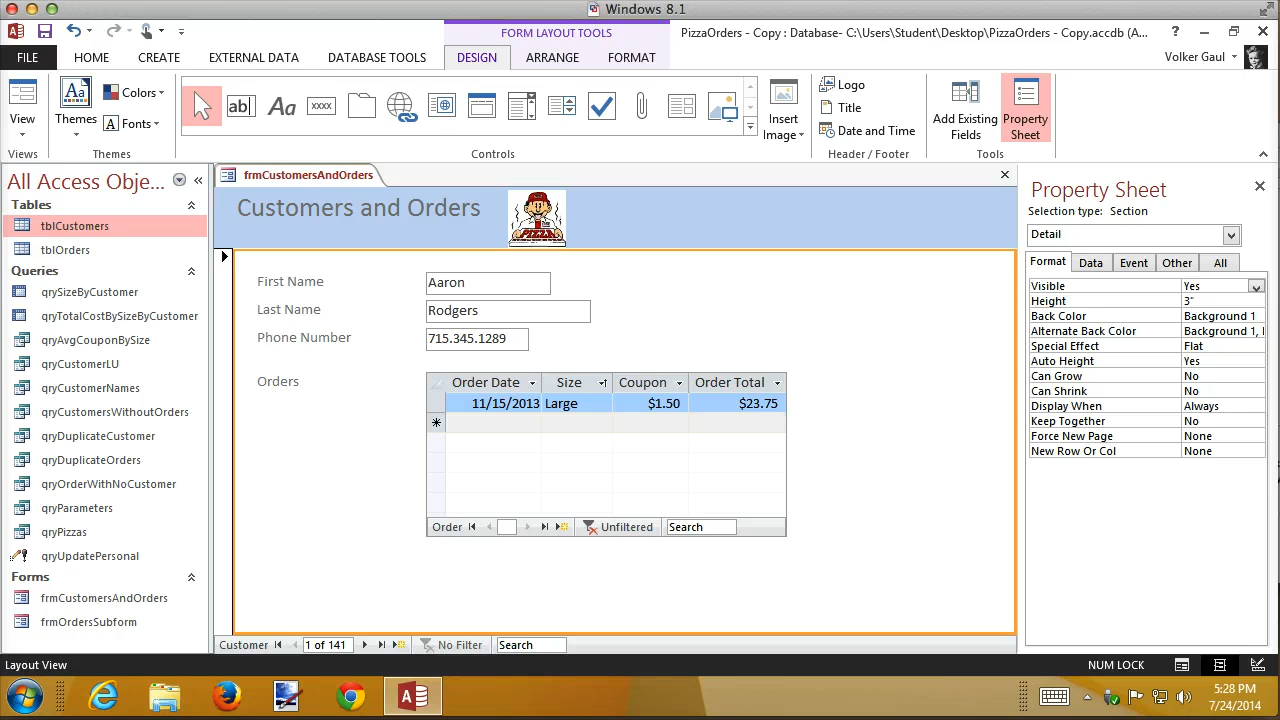 Windows 8.1
FORM LAYOUT TOOLS
PizzaOrders - Copy : Database- C:\Users\Student\Desktop\PizzaOrders - Copy.accdb (A...
FILE HOME CREATE EXTERNAL DATA DATABASE TOOLS DESIGN ARRANGE FORMAT Volker Gaul
View
Views
Themes
Colors
Fonts
Themes
Controls
Insert
Image
Logo
Title
Date and Time
Header / Footer
Add Existing
Fields
Property
Sheet
Tools
All Access Obje...
Tables
tblCustomers
tblOrders
Queries
qrySizeByCustomer
qryTotalCostBySizeByCustomer
qryAvgCouponBySize
qryCustomerLU
qryCustomerNames
qryCustomersWithoutOrders
qryDuplicateCustomer
qryDuplicateOrders
qryOrderWithNoCustomer
qryParameters
qryPizzas
qryUpdatePersonal
Forms
frmCustomersAndOrders
frmOrdersSubform
frmCustomersAndOrders
Customers and Orders
PIZZA
First Name Aaron
Last Name Rodgers
Phone Number 715.345.1289
Orders
Order Date Size Coupon Order Total
11/15/2013 Large $1.50 $23.75
Order Unfiltered Search
Customer 1 of 141 No Filter Search
Property Sheet
Selection type: Section
Detail
Format Data Event Other All
Visible Yes
Height 3"
Back Color Background 1
Alternate Back Color Background 1,
Special Effect Flat
Auto Height Yes
Can Grow No
Can Shrink No
Display When Always
Keep Together No
Force New Page None
New Row Or Col None
Layout View
NUM LOCK
5:28 PM
7/24/2014